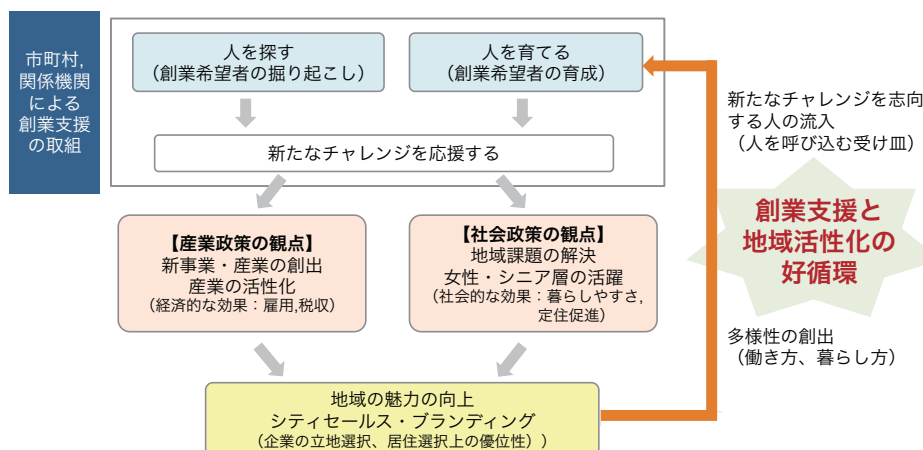 市町村,
関係機関
による
創業支援
の取組
人を探す
（創業希望者の掘り起こし）
人を育てる
（創業希望者の育成）
新たなチャレンジを応援する
【産業政策の観点】
新事業・産業の創出
産業の活性化
（経済的な効果：雇用,税収）
【社会政策の観点】
地域課題の解決
女性・シニア層の活躍
（社会的な効果：暮らしやすさ,
定住促進）
地域の魅力の向上
シティセールス・ブランディング
（企業の立地選択、居住選択上の優位性））
新たなチャレンジを志向
する人の流入
（人を呼び込む受け皿）
創業支援と
地域活性化の
好循環
多様性の創出
（働き方、暮らし方）